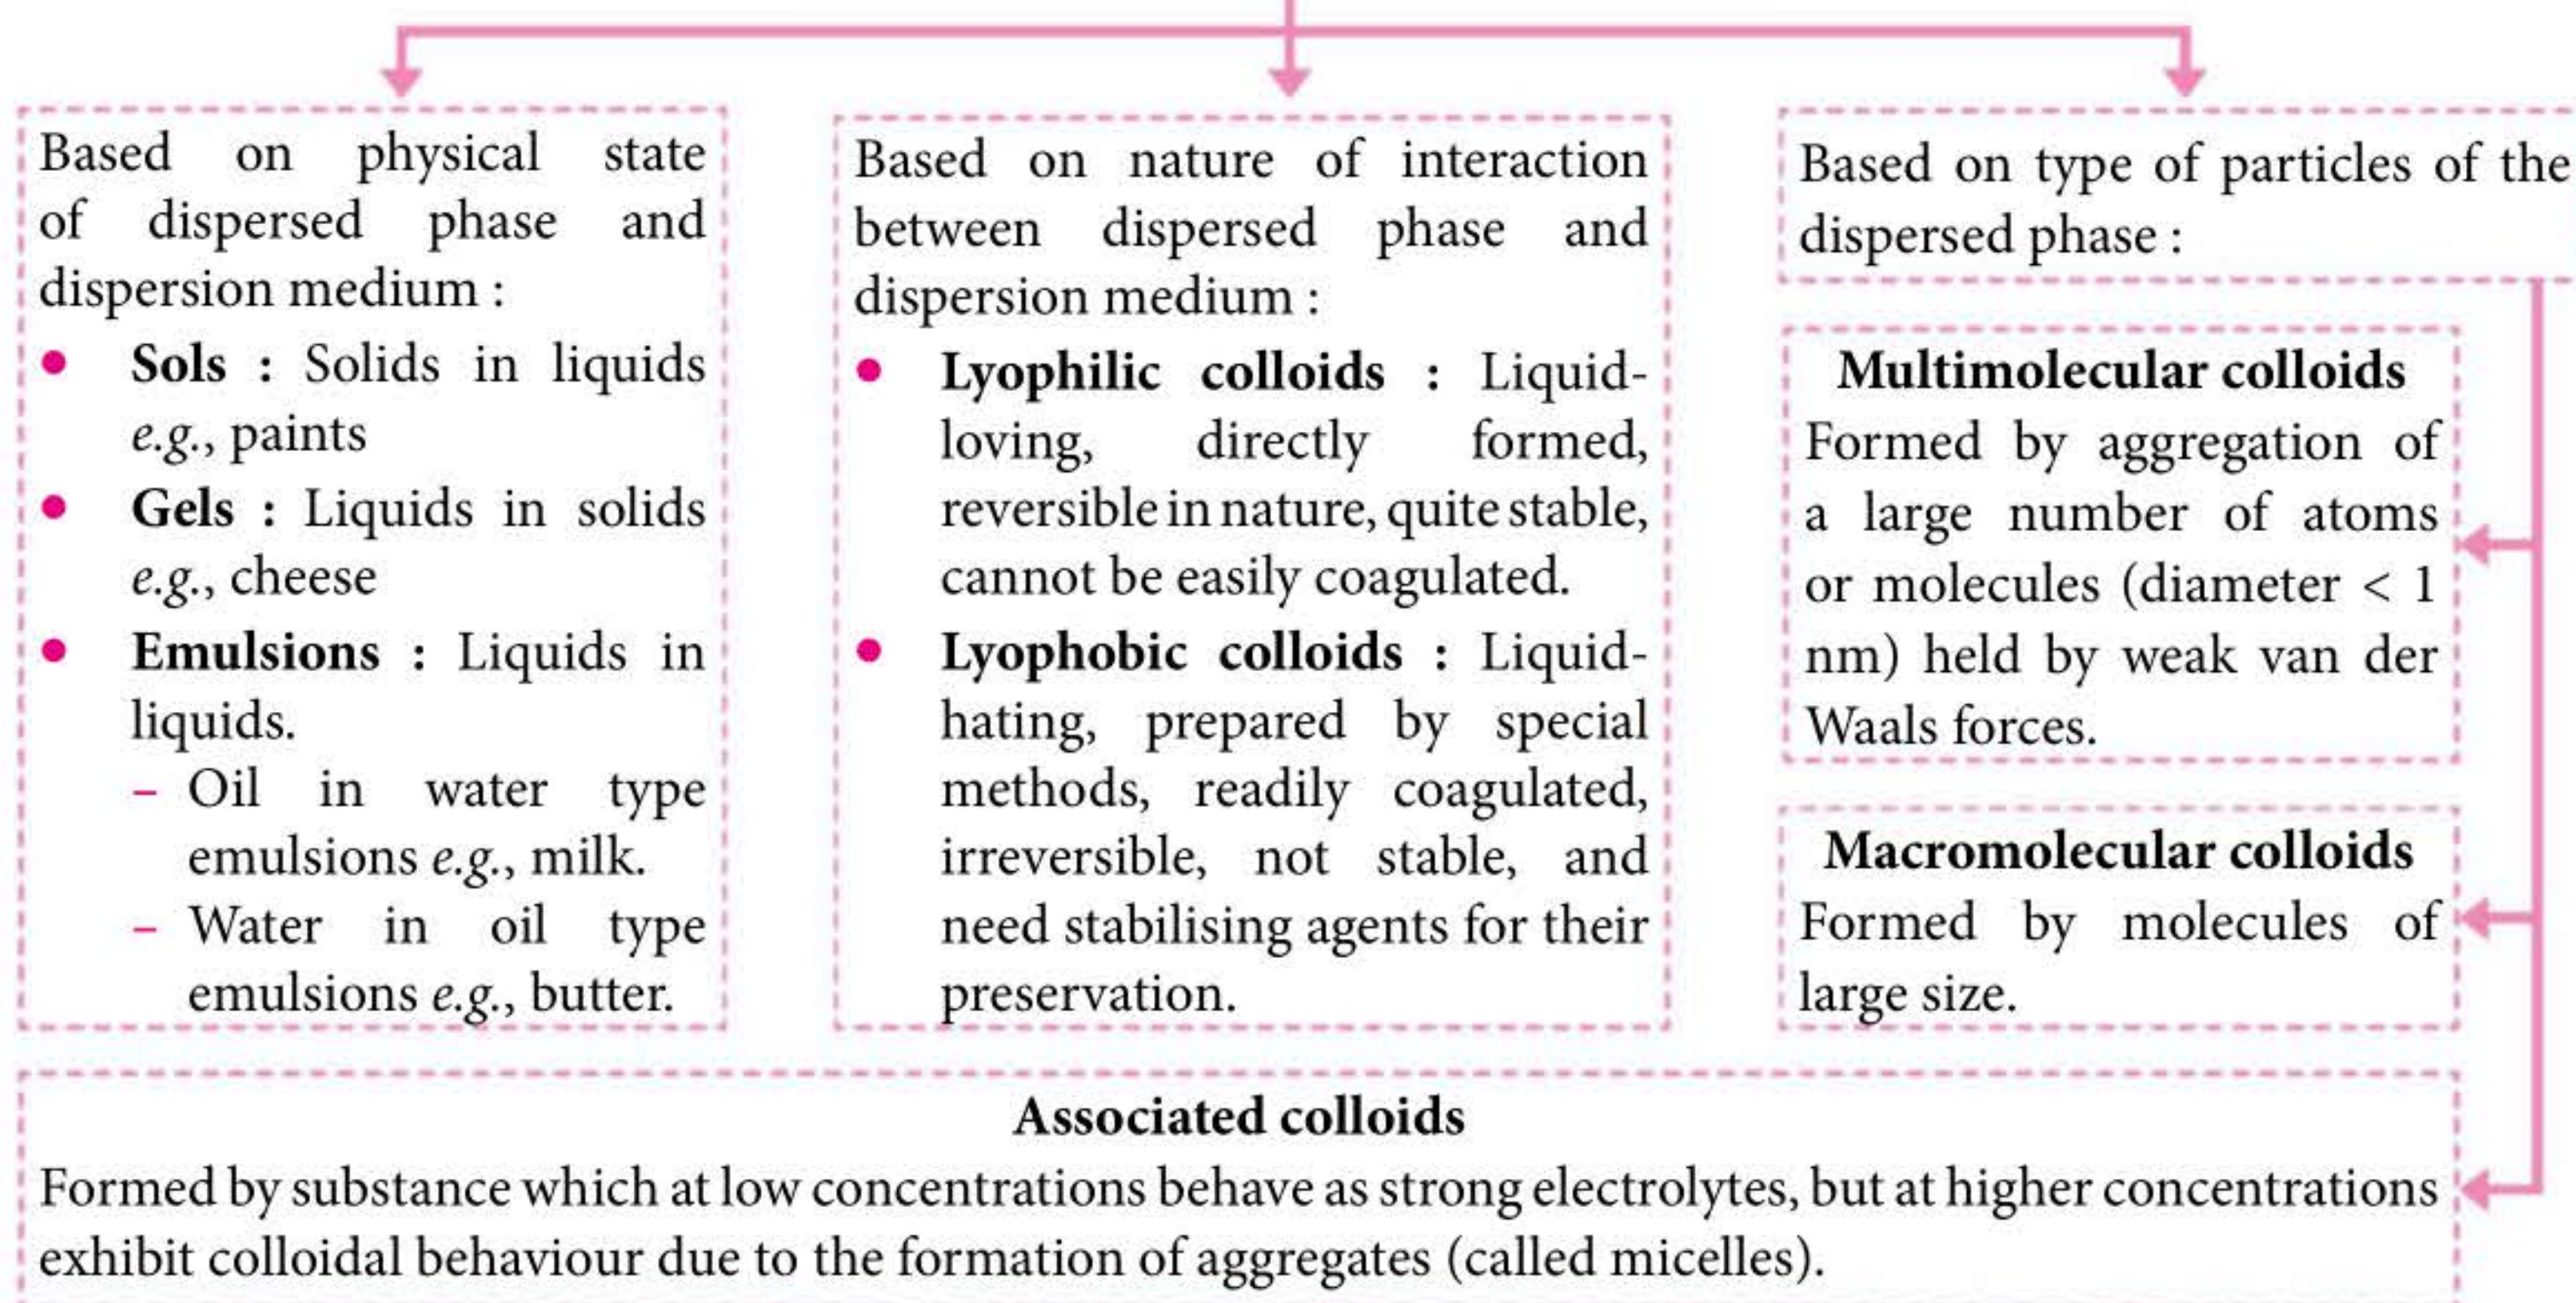 Based on physical state
of dispersed phase and
dispersion medium :
• Sols : Solids in liquids
e.g., paints
• Gels : Liquids in solids
e.g., cheese
• Emulsions : Liquids in
liquids.
– Oil in water type
emulsions e.g., milk.
– Water in oil type
emulsions e.g., butter.
Based on nature of interaction
between dispersed phase and
dispersion medium :
• Lyophilic colloids : Liquid-
loving, directly formed,
reversible in nature, quite stable,
cannot be easily coagulated.
• Lyophobic colloids : Liquid-
hating, prepared by special
methods, readily coagulated,
irreversible, not stable, and
need stabilising agents for their
preservation.
Based on type of particles of the
dispersed phase :
Multimolecular colloids
Formed by aggregation of
a large number of atoms
or molecules (diameter < 1
nm) held by weak van der
Waals forces.
Macromolecular colloids
Formed by molecules of
large size.
Associated colloids
Formed by substance which at low concentrations behave as strong electrolytes, but at higher concentrations
exhibit colloidal behaviour due to the formation of aggregates (called micelles).